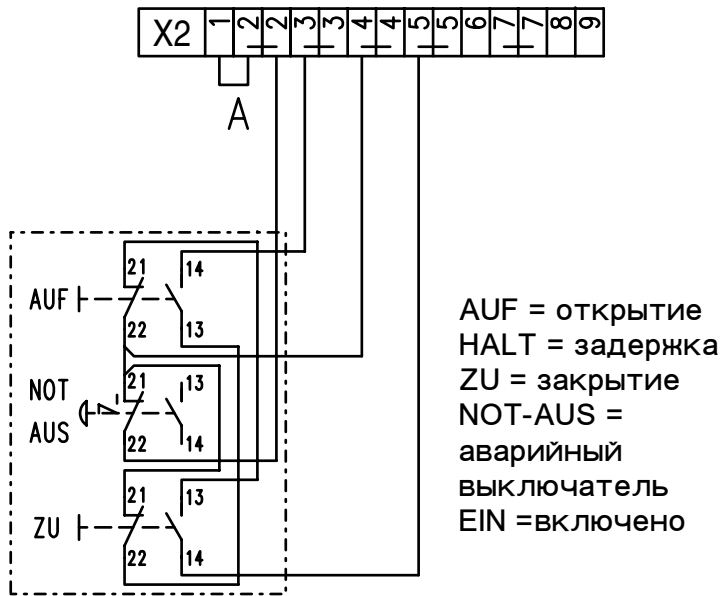 X2 1 2 2 3 3 4 4 5 5 6 7 7 8 9
A
21 14
AUF
22 13
21 13
NOT
AUS
22 14
21 13
ZU
22 14
AUF = открытие
HALT = задержка
ZU = закрытие
NOT-AUS =
аварийный
выключатель
EIN =включено